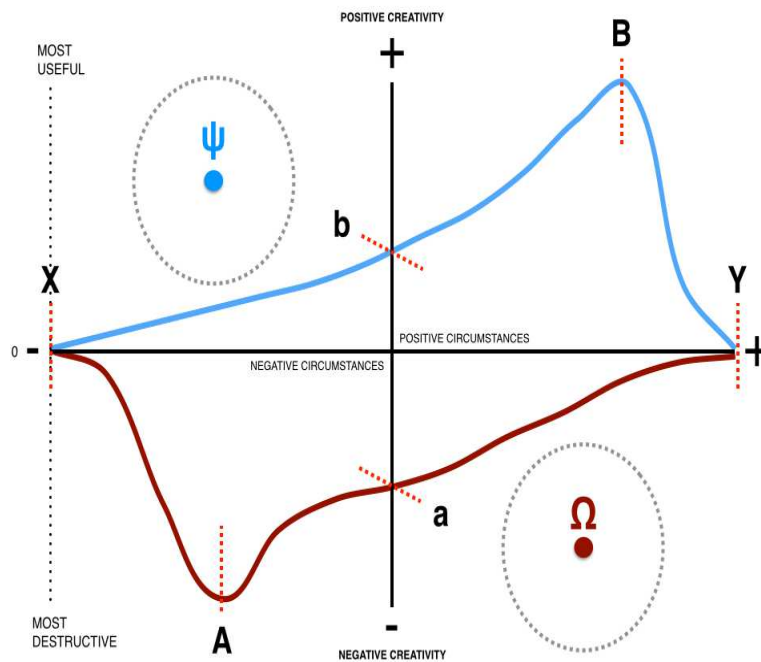 POSITIVE CREATIVITY
+
B
MOST
USEFUL
ψ
b
X
Y
POSITIVE CIRCUMSTANCES
0 -
+
NEGATIVE CIRCUMSTANCES
a
Ω
MOST
DESTRUCTIVE
A
-
NEGATIVE CREATIVITY